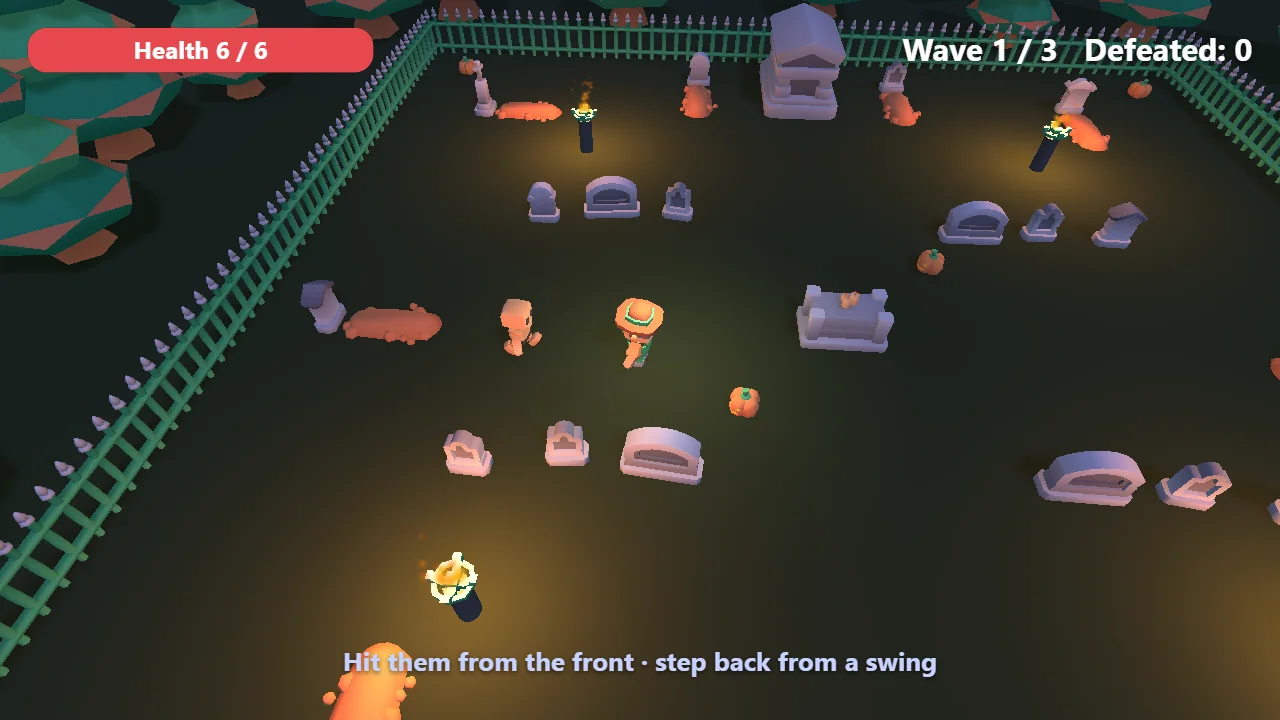 Health 6 / 6
Wave 1 / 3 Defeated: 0
Hit them from the front · step back from a swing